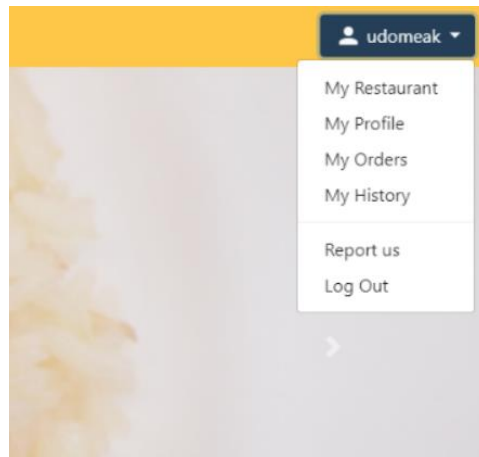 udomeak
My Restaurant
My Profile
My Orders
My History
Report us
Log Out